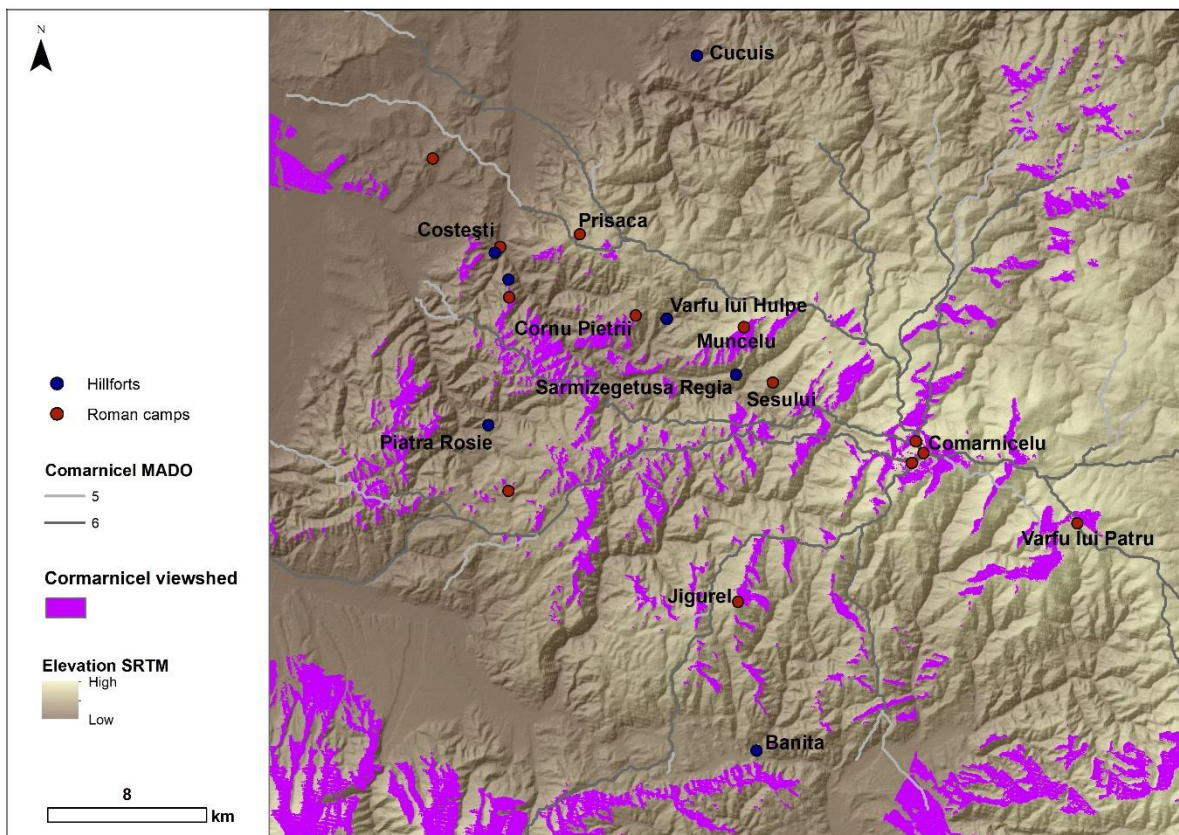 N
Hillforts
Roman camps
Comarnicel MADO
5
6
Cormarnicel viewshed
Elevation SRTM
High
Low
8
km
Cucuis
Prisaca
Costeşti
Varfu lui Hulpe
Cornu Pietrii
Muncelu
Sarmizegetusa Regia
Sesului
Piatra Rosie
Comarnicelu
Varfu lui Patru
Jigurel
Banita